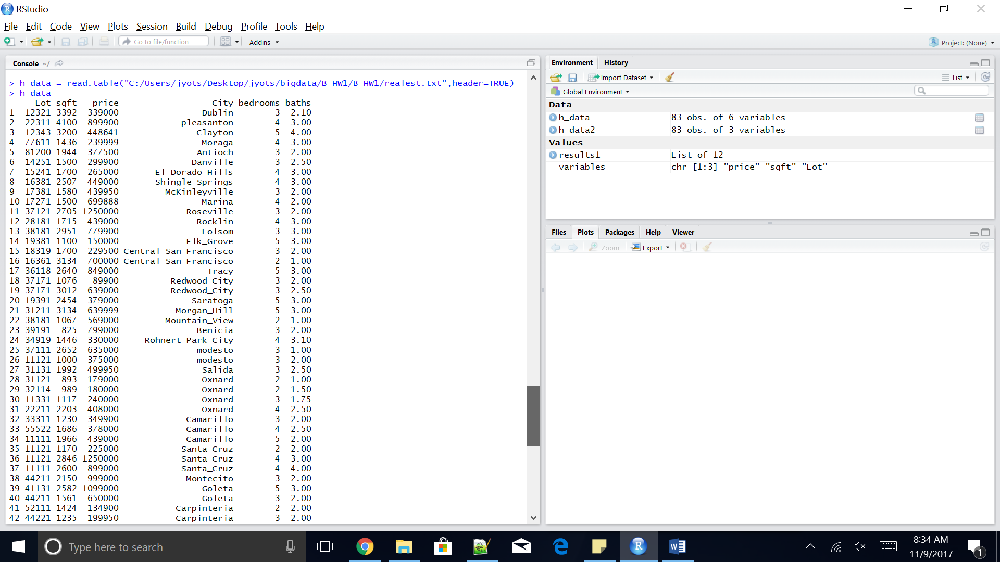 RStudio
File Edit Code View Plots Session Build Debug Profile Tools Help
Go to file/function Addins Project: (None)
Console ~/
> h_data = read.table("C:/Users/jyots/Desktop/jyots/bigdata/B_HW1/B_HW1/realest.txt",header=TRUE)
> h_data
Lot sqft price City bedrooms baths
1 12321 3392 339000 Dublin 3 2.10
2 22311 4100 899900 pleasanton 4 3.00
3 12343 3200 448641 Clayton 5 4.00
4 77611 1436 239999 Moraga 4 3.00
5 81200 1944 377500 Antioch 3 2.00
6 14251 1500 299900 Danville 3 2.50
7 15241 1700 265000 El_Dorado_Hills 4 3.00
8 16381 2507 449000 Shingle_Springs 4 3.00
9 17381 1580 439950 McKinleyville 3 2.00
10 17271 1500 699888 Marina 4 2.00
11 37121 2705 1250000 Roseville 3 2.00
12 28181 1715 439000 Rocklin 4 3.00
13 38181 2951 779900 Folsom 3 3.00
14 19381 1100 150000 Elk_Grove 5 3.00
15 18319 1700 229500 Central_San_Francisco 3 2.00
16 16361 3134 700000 Central_San_Francisco 2 1.00
17 36118 2640 849000 Tracy 5 3.00
18 37171 1076 89900 Redwood_City 3 2.00
19 37171 3012 639000 Redwood_City 3 2.50
20 19391 2454 379000 Saratoga 5 3.00
21 31211 3134 639999 Morgan_Hill 5 3.00
22 38181 1067 569000 Mountain_View 2 1.00
23 39191 825 799000 Benicia 3 2.00
24 34919 1446 330000 Rohnert_Park_City 4 3.10
25 37111 2652 635000 modesto 3 1.00
26 11121 1000 375000 modesto 3 2.00
27 31131 1992 499950 Salida 3 2.50
28 31121 893 179000 Oxnard 2 1.00
29 32114 989 180000 Oxnard 2 1.50
30 11331 1117 240000 Oxnard 3 1.75
31 22211 2203 408000 Oxnard 4 2.50
32 33311 1230 349900 Camarillo 3 2.00
33 55522 1686 378000 Camarillo 4 2.50
34 11111 1966 439000 Camarillo 5 2.00
35 11121 1170 225000 Santa_Cruz 2 2.00
36 11121 2846 1250000 Santa_Cruz 4 3.00
37 11111 2600 899000 Santa_Cruz 4 4.00
38 44211 2150 999000 Montecito 3 2.00
39 41131 2582 1099000 Goleta 5 3.00
40 44211 1561 650000 Goleta 3 2.00
41 52111 1424 134900 Carpinteria 2 2.00
42 44221 1235 199950 Carpinteria 3 2.00
Environment History
Import Dataset List
Global Environment
Data
h_data 83 obs. of 6 variables
h_data2 83 obs. of 3 variables
Values
results1 List of 12
variables chr [1:3] "price" "sqft" "Lot"
Files Plots Packages Help Viewer
Zoom Export
Type here to search
8:34 AM
11/9/2017
1